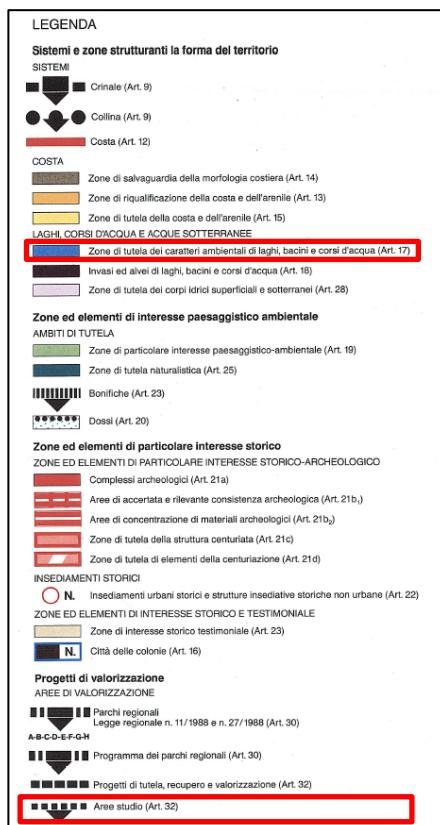 LEGENDA
Sistemi e zone strutturanti la forma del territorio
SISTEMI
Crinale (Art. 9)
Collina (Art. 9)
Costa (Art. 12)
COSTA
Zone di salvaguardia della morfologia costiera (Art. 14)
Zone di riqualificazione della costa e dell'arenile (Art. 13)
Zone di tutela della costa e dell'arenile (Art. 15)
LAGHI, CORSI D'ACQUA E ACQUE SOTTERRANEE
Zone di tutela dei caratteri ambientali di laghi, bacini e corsi d'acqua (Art. 17)
Invasi ed alvei di laghi, bacini e corsi d'acqua (Art. 18)
Zone di tutela dei corpi idrici superficiali e sotterranei (Art. 28)
Zone ed elementi di interesse paesaggistico ambientale
AMBITI DI TUTELA
Zone di particolare interesse paesaggistico-ambientale (Art. 19)
Zone di tutela naturalistica (Art. 25)
Bonifiche (Art. 23)
Dossi (Art. 20)
Zone ed elementi di particolare interesse storico
ZONE ED ELEMENTI DI PARTICOLARE INTERESSE STORICO-ARCHEOLOGICO
Complessi archeologici (Art. 21a)
Aree di accertata e rilevante consistenza archeologica (Art. 21b₁)
Aree di concentrazione di materiali archeologici (Art. 21b₂)
Zone di tutela della struttura centuriata (Art. 21c)
Zone di tutela di elementi della centuriazione (Art. 21d)
INSEDIAMENTI STORICI
N. Insediamenti urbani storici e strutture insediative storiche non urbane (Art. 22)
ZONE ED ELEMENTI DI INTERESSE STORICO E TESTIMONIALE
Zone di interesse storico testimoniale (Art. 23)
N. Città delle colonie (Art. 16)
Progetti di valorizzazione
AREE DI VALORIZZAZIONE
Parchi regionali
Legge regionale n. 11/1988 e n. 27/1988 (Art. 30)
A-B-C-D-E-F-G-H
Programma dei parchi regionali (Art. 30)
Progetti di tutela, recupero e valorizzazione (Art. 32)
Aree studio (Art. 32)